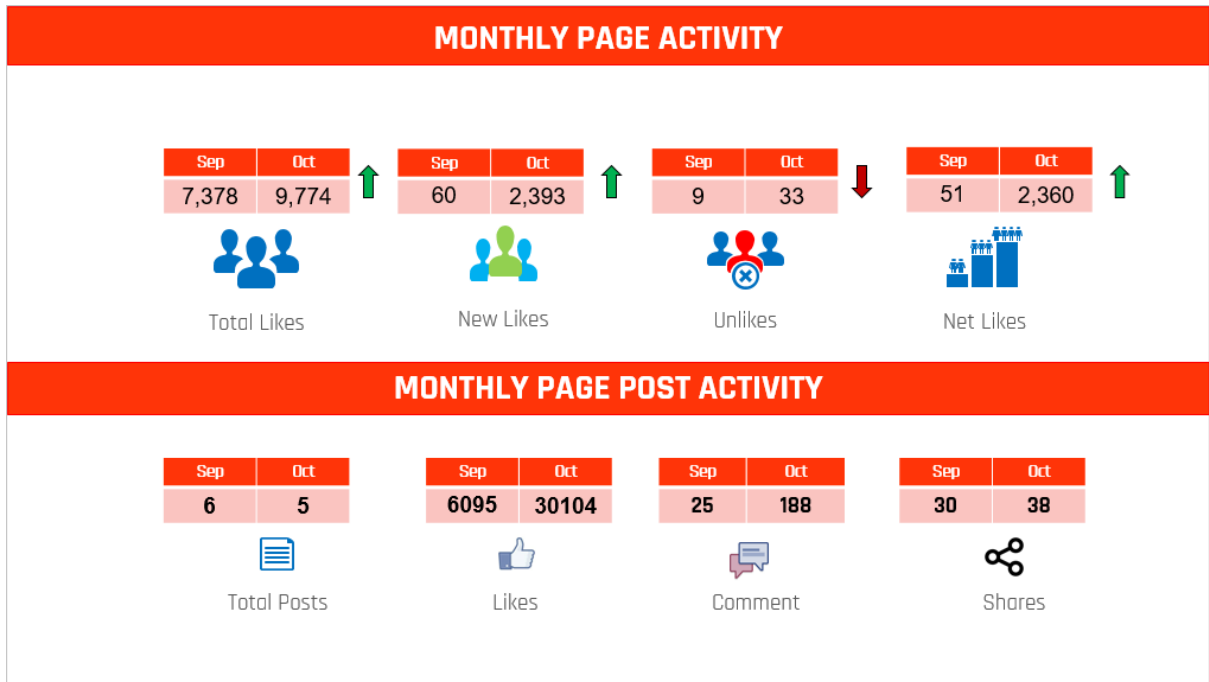 MONTHLY PAGE ACTIVITY
Sep Oct
7,378 9,774
Total Likes
Sep Oct
60 2,393
New Likes
Sep Oct
9 33
Unlikes
Sep Oct
51 2,360
Net Likes
MONTHLY PAGE POST ACTIVITY
Sep Oct
6 5
Total Posts
Sep Oct
6095 30104
Likes
Sep Oct
25 188
Comment
Sep Oct
30 38
Shares